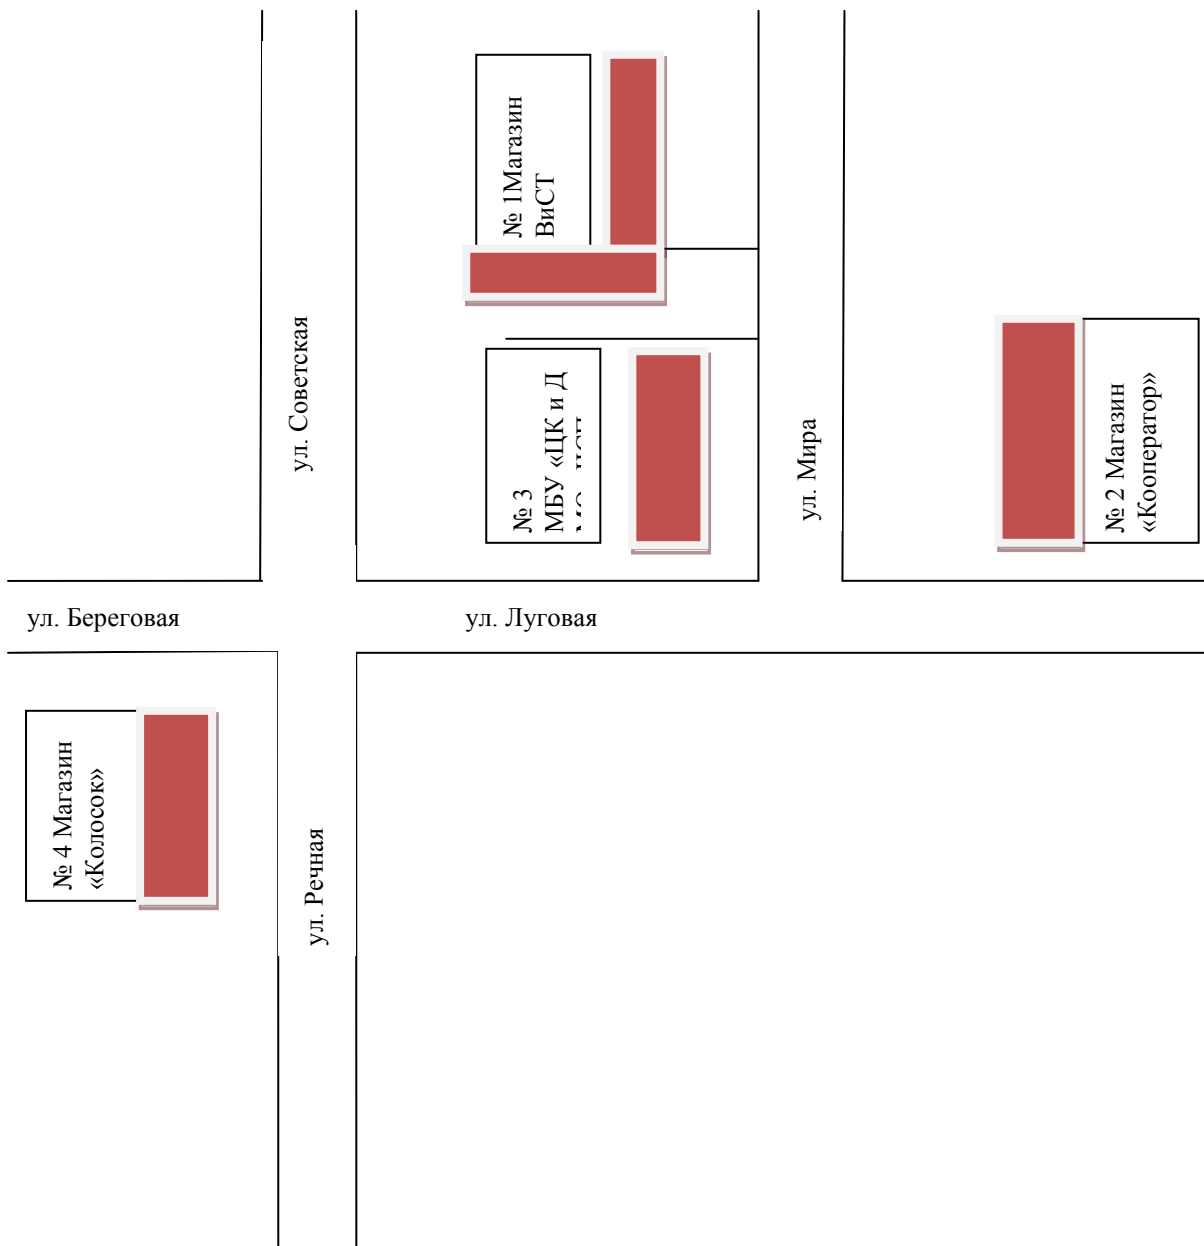 № 1Магазин
ВиСТ
ул. Советская
№ 3
МБУ «ЦК и Д
ул. Мира
№ 2 Магазин
«Кооператор»
ул. Береговая
ул. Луговая
№ 4 Магазин
«Колосок»
ул. Речная